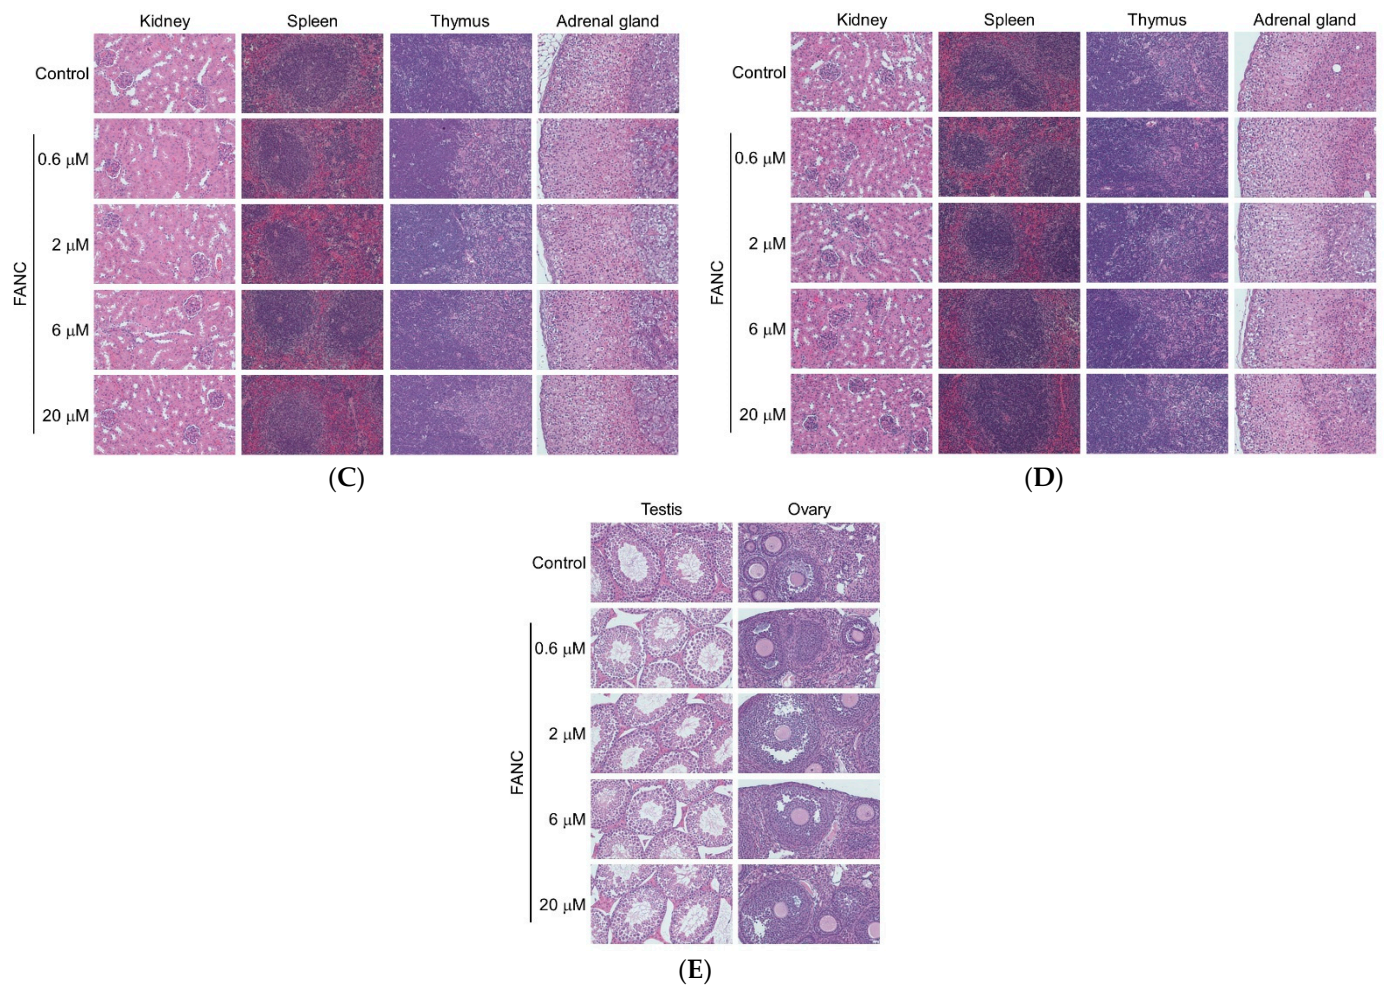 Kidney Spleen Thymus Adrenal gland
Control
0.6 μM
2 μM
6 μM
20 μM
FANC
(C)
Kidney Spleen Thymus Adrenal gland
Control
0.6 μM
2 μM
6 μM
20 μM
FANC
(D)
Testis Ovary
Control
0.6 μM
2 μM
6 μM
20 μM
FANC
(E)